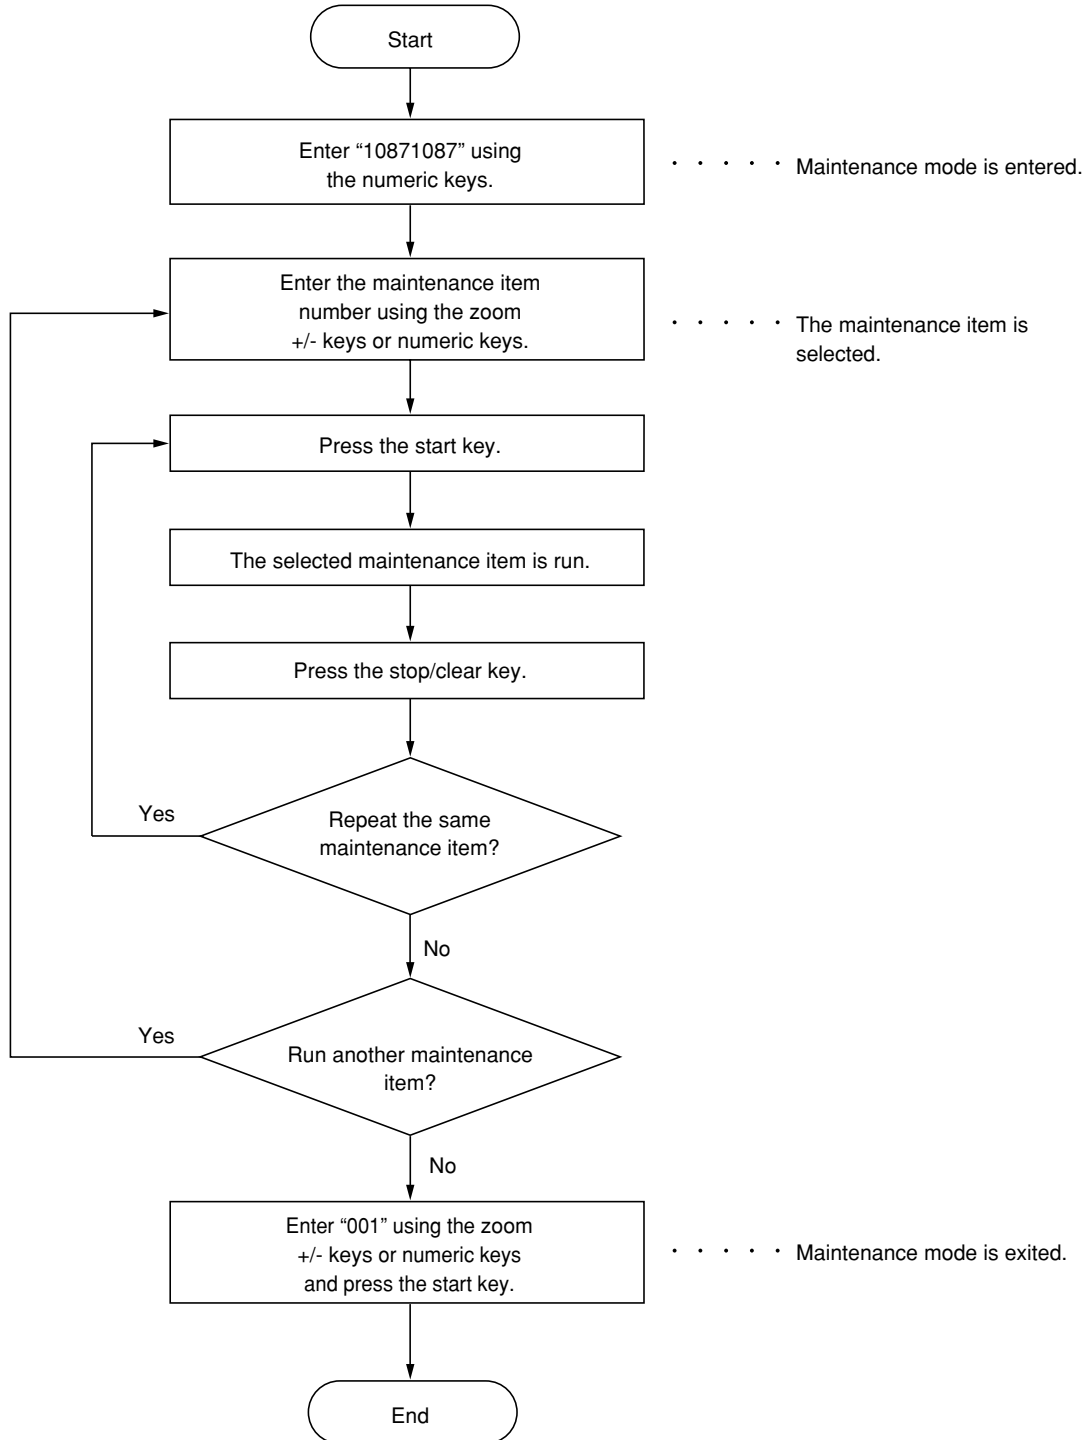 Start
Enter “10871087” using
the numeric keys.
Maintenance mode is entered.
Enter the maintenance item
number using the zoom
+/- keys or numeric keys.
The maintenance item is
selected.
Press the start key.
The selected maintenance item is run.
Press the stop/clear key.
Yes
Repeat the same
maintenance item?
No
Yes
Run another maintenance
item?
No
Enter “001” using the zoom
+/- keys or numeric keys
and press the start key.
Maintenance mode is exited.
End